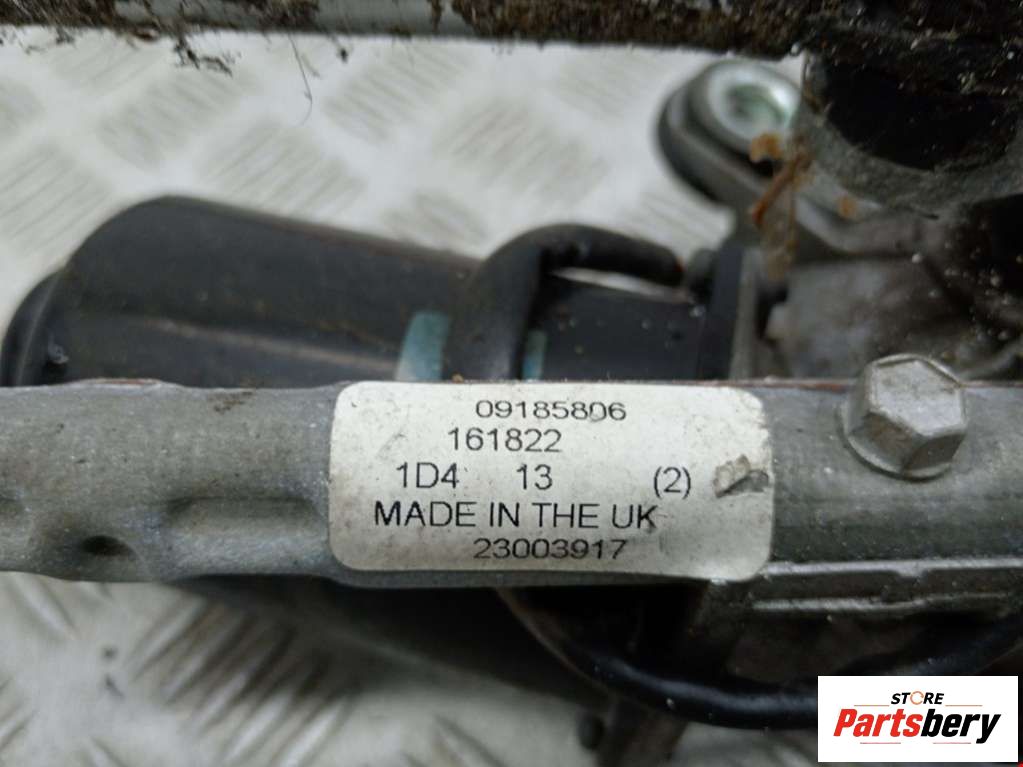 09185806
161822
1D4 13 (2)
MADE IN THE UK
23003917
STORE
Partsbery